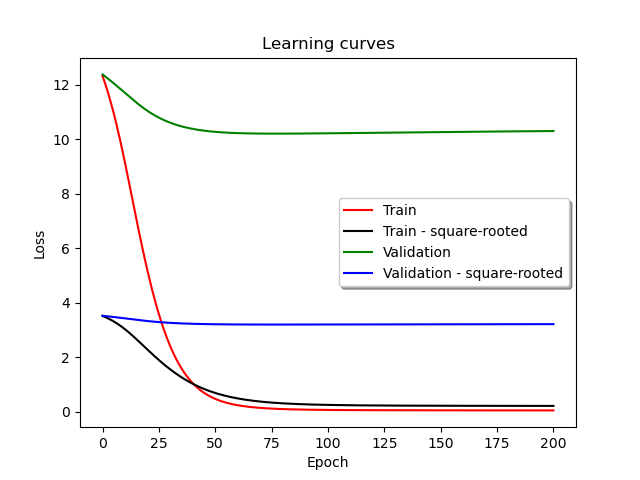 Learning curves
Loss
12
10
8
6
4
2
0
Train
Train - square-rooted
Validation
Validation - square-rooted
0 25 50 75 100 125 150 175 200
Epoch